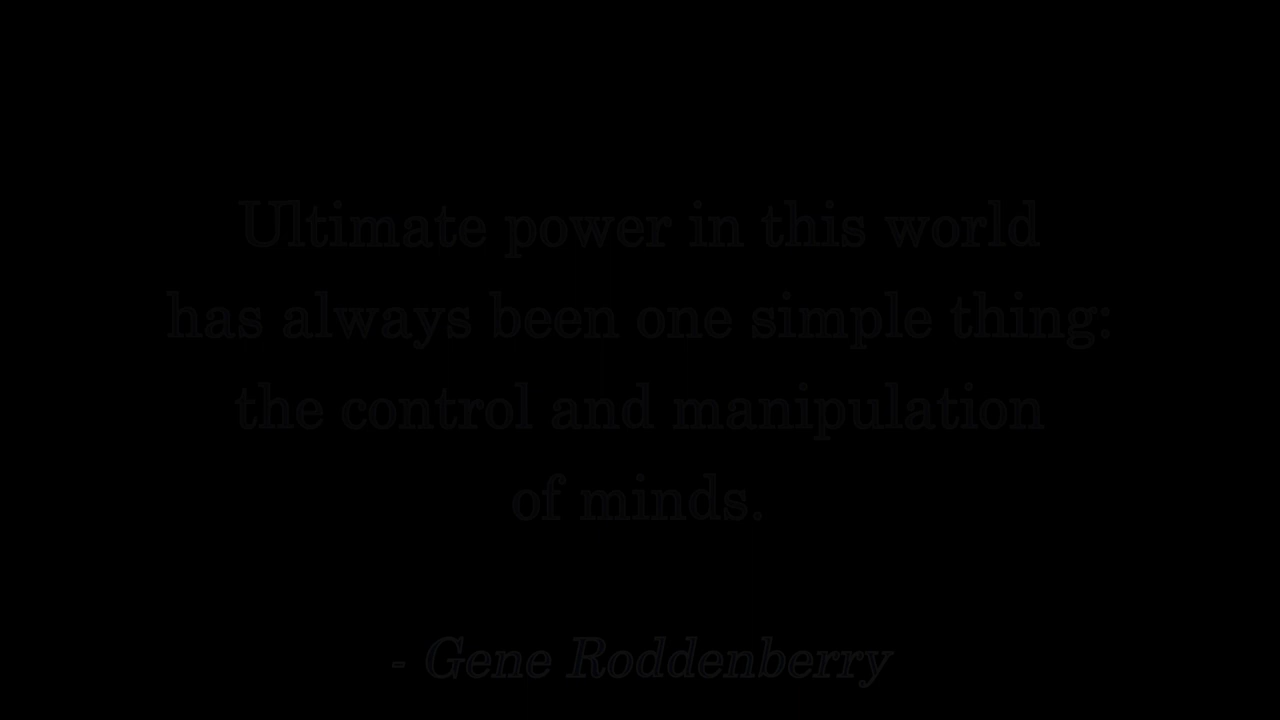 Ultimate power in this world
has always been one simple thing:
the control and manipulation
of minds.
- Gene Roddenberry